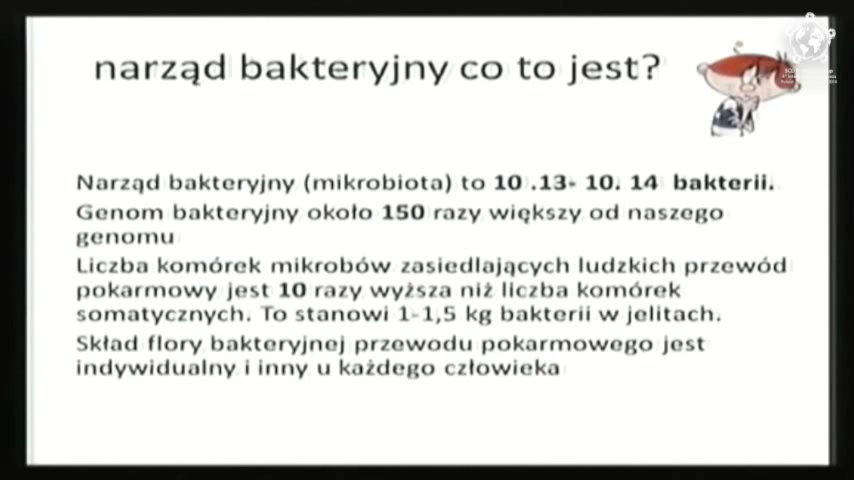 narząd bakteryjny co to jest?
Narząd bakteryjny (mikrobiota) to 10 .13- 10. 14 bakterii.
Genom bakteryjny około 150 razy większy od naszego
genomu
Liczba komórek mikrobów zasiedlających ludzkich przewód
pokarmowy jest 10 razy wyższa niż liczba komórek
somatycznych. To stanowi 1-1,5 kg bakterii w jelitach.
Skład flory bakteryjnej przewodu pokarmowego jest
indywidualny i inny u każdego człowieka